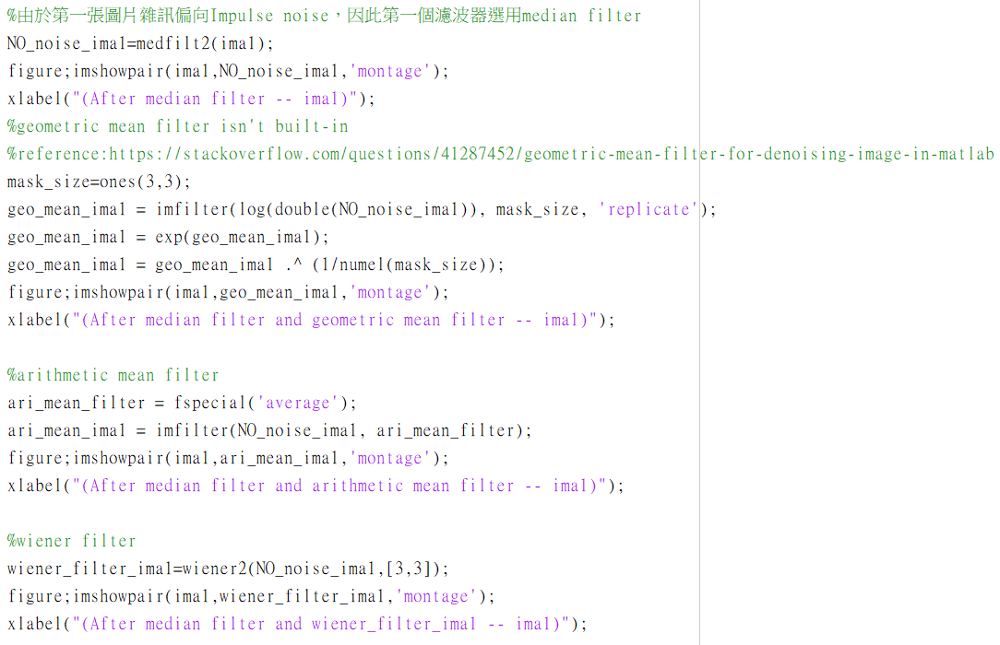 %由於第一張圖片雜訊偏向Impulse noise，因此第一個濾波器選用median filter
NO_noise_ima1=medfilt2(ima1);
figure;imshowpair(ima1,NO_noise_ima1,'montage');
xlabel("(After median filter -- ima1)");
%geometric mean filter isn't built-in
%reference:https://stackoverflow.com/questions/41287452/geometric-mean-filter-for-denoising-image-in-matlab
mask_size=ones(3,3);
geo_mean_ima1 = imfilter(log(double(NO_noise_ima1)), mask_size, 'replicate');
geo_mean_ima1 = exp(geo_mean_ima1);
geo_mean_ima1 = geo_mean_ima1 .^ (1/numel(mask_size));
figure;imshowpair(ima1,geo_mean_ima1,'montage');
xlabel("(After median filter and geometric mean filter -- ima1)");
%arithmetic mean filter
ari_mean_filter = fspecial('average');
ari_mean_ima1 = imfilter(NO_noise_ima1, ari_mean_filter);
figure;imshowpair(ima1,ari_mean_ima1,'montage');
xlabel("(After median filter and arithmetic mean filter -- ima1)");
%wiener filter
wiener_filter_ima1=wiener2(NO_noise_ima1,[3,3]);
figure;imshowpair(ima1,wiener_filter_ima1,'montage');
xlabel("(After median filter and wiener_filter_ima1 -- ima1)");